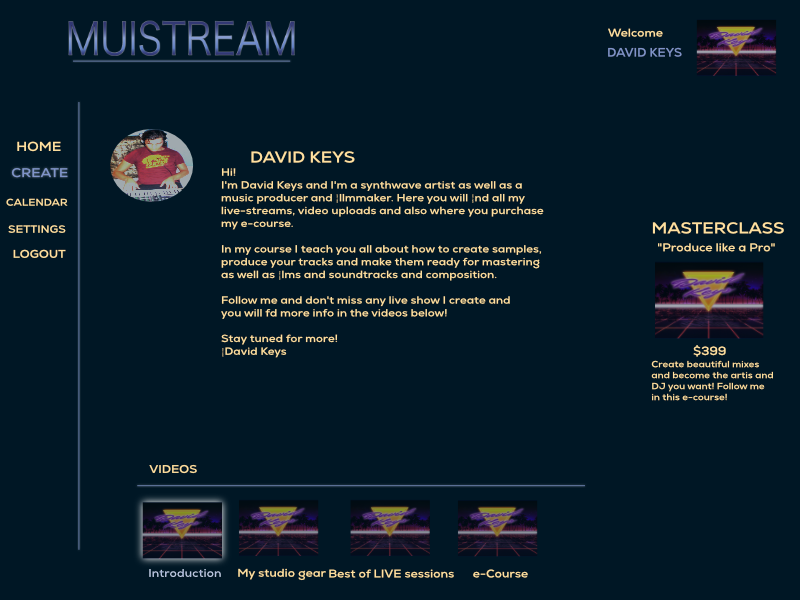 MUISTREAM
Welcome
DAVID KEYS
HOME
CREATE
CALENDAR
SETTINGS
LOGOUT
DAVID KEYS
Hi!
I'm David Keys and I'm a synthwave artist as well as a
music producer and ¦llmmaker. Here you will ¦nd all my
live-streams, video uploads and also where you purchase
my e-course.
In my course I teach you all about how to create samples,
produce your tracks and make them ready for mastering
as well as ¦lms and soundtracks and composition.
Follow me and don't miss any live show I create and
you will fd more info in the videos below!
Stay tuned for more!
¦David Keys
MASTERCLASS
"Produce like a Pro"
David
Keys
$399
Create beautiful mixes
and become the artis and
DJ you want! Follow me
in this e-course!
VIDEOS
Introduction
My studio gear
Best of LIVE sessions
e-Course